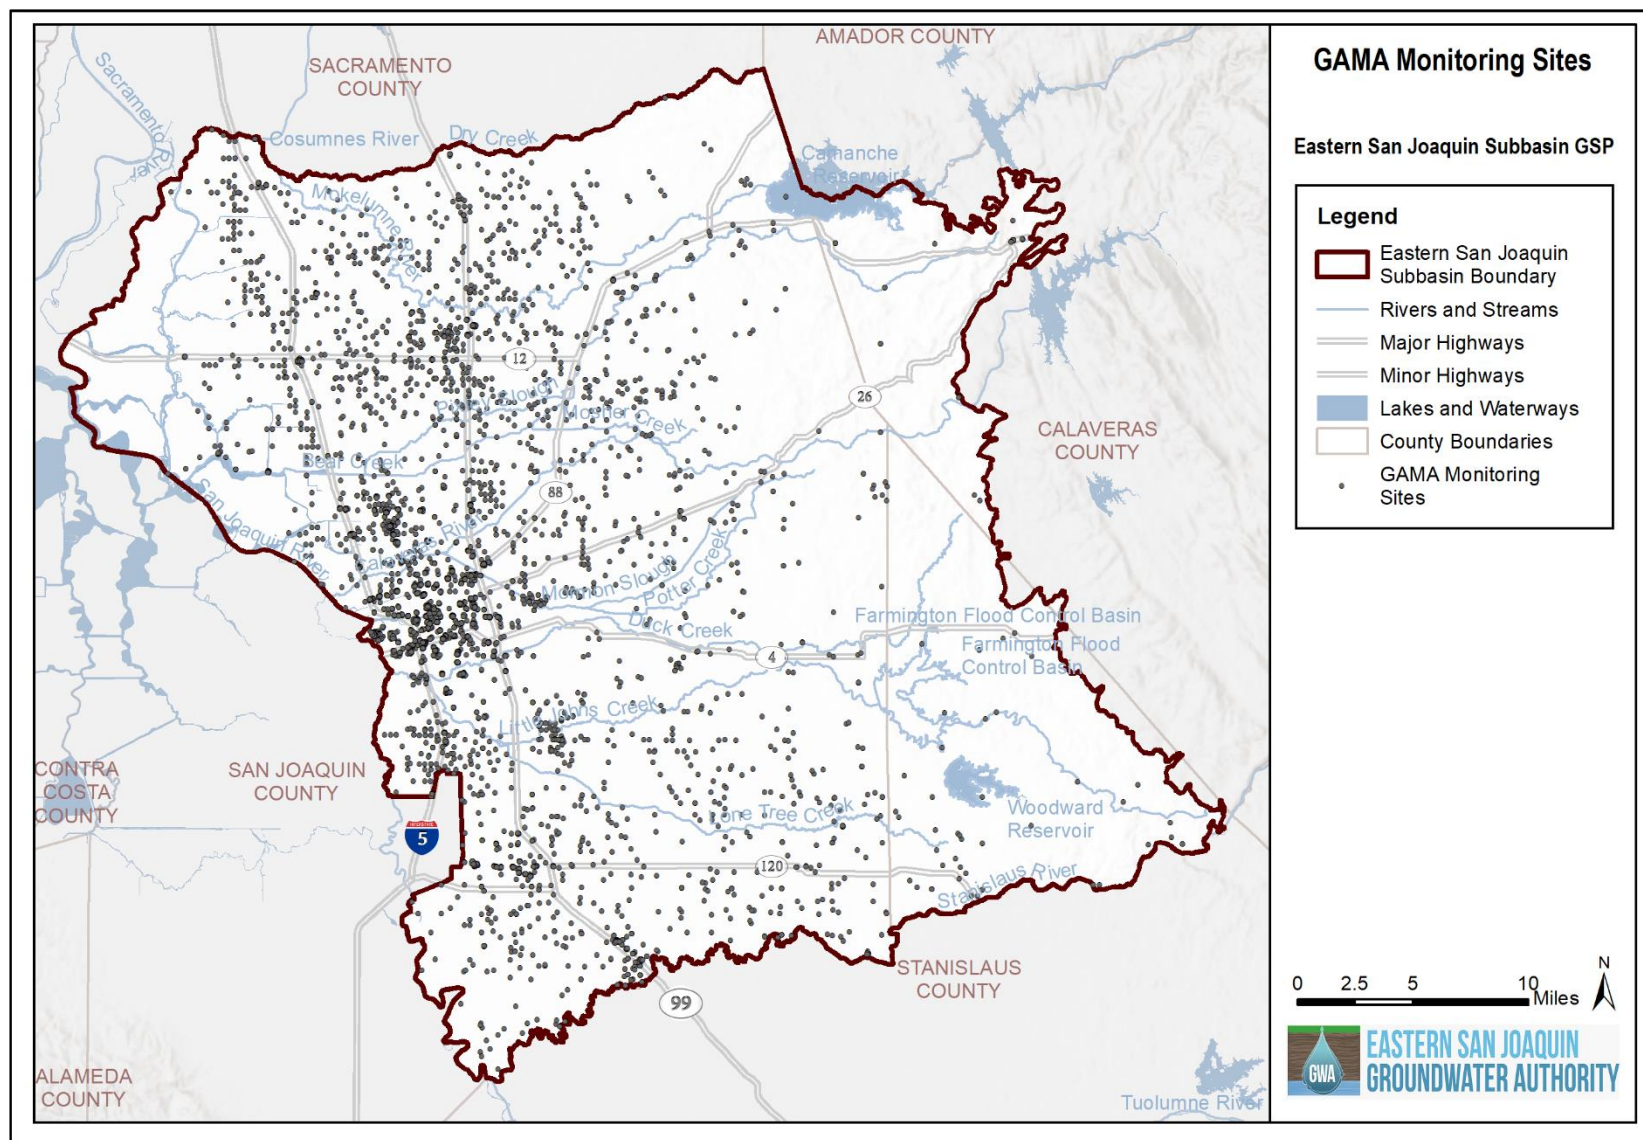 AMADOR COUNTY
SACRAMENTO
COUNTY
Sacramento River
Cosumnes River
Dry Creek
Mokelumne River
Camanche
Reservoir
12
Pixley Slough
Mosher Creek
26
CALAVERAS
COUNTY
Bear Creek
88
San Joaquin River
Calaveras River
Mormon Slough
Potter Creek
Duck Creek
Farmington Flood Control Basin
Farmington Flood
Control Basin
4
Little Johns Creek
CONTRA
COSTA
COUNTY
SAN JOAQUIN
COUNTY
INTERSTATE
5
Lone Tree Creek
Woodward
Reservoir
120
Stanislaus River
STANISLAUS
COUNTY
99
ALAMEDA
COUNTY
Tuolumne River
GAMA Monitoring Sites
Eastern San Joaquin Subbasin GSP
Legend
Eastern San Joaquin
Subbasin Boundary
Rivers and Streams
Major Highways
Minor Highways
Lakes and Waterways
County Boundaries
GAMA Monitoring
Sites
N
0 2.5 5 10
Miles
GWA
EASTERN SAN JOAQUIN
GROUNDWATER AUTHORITY